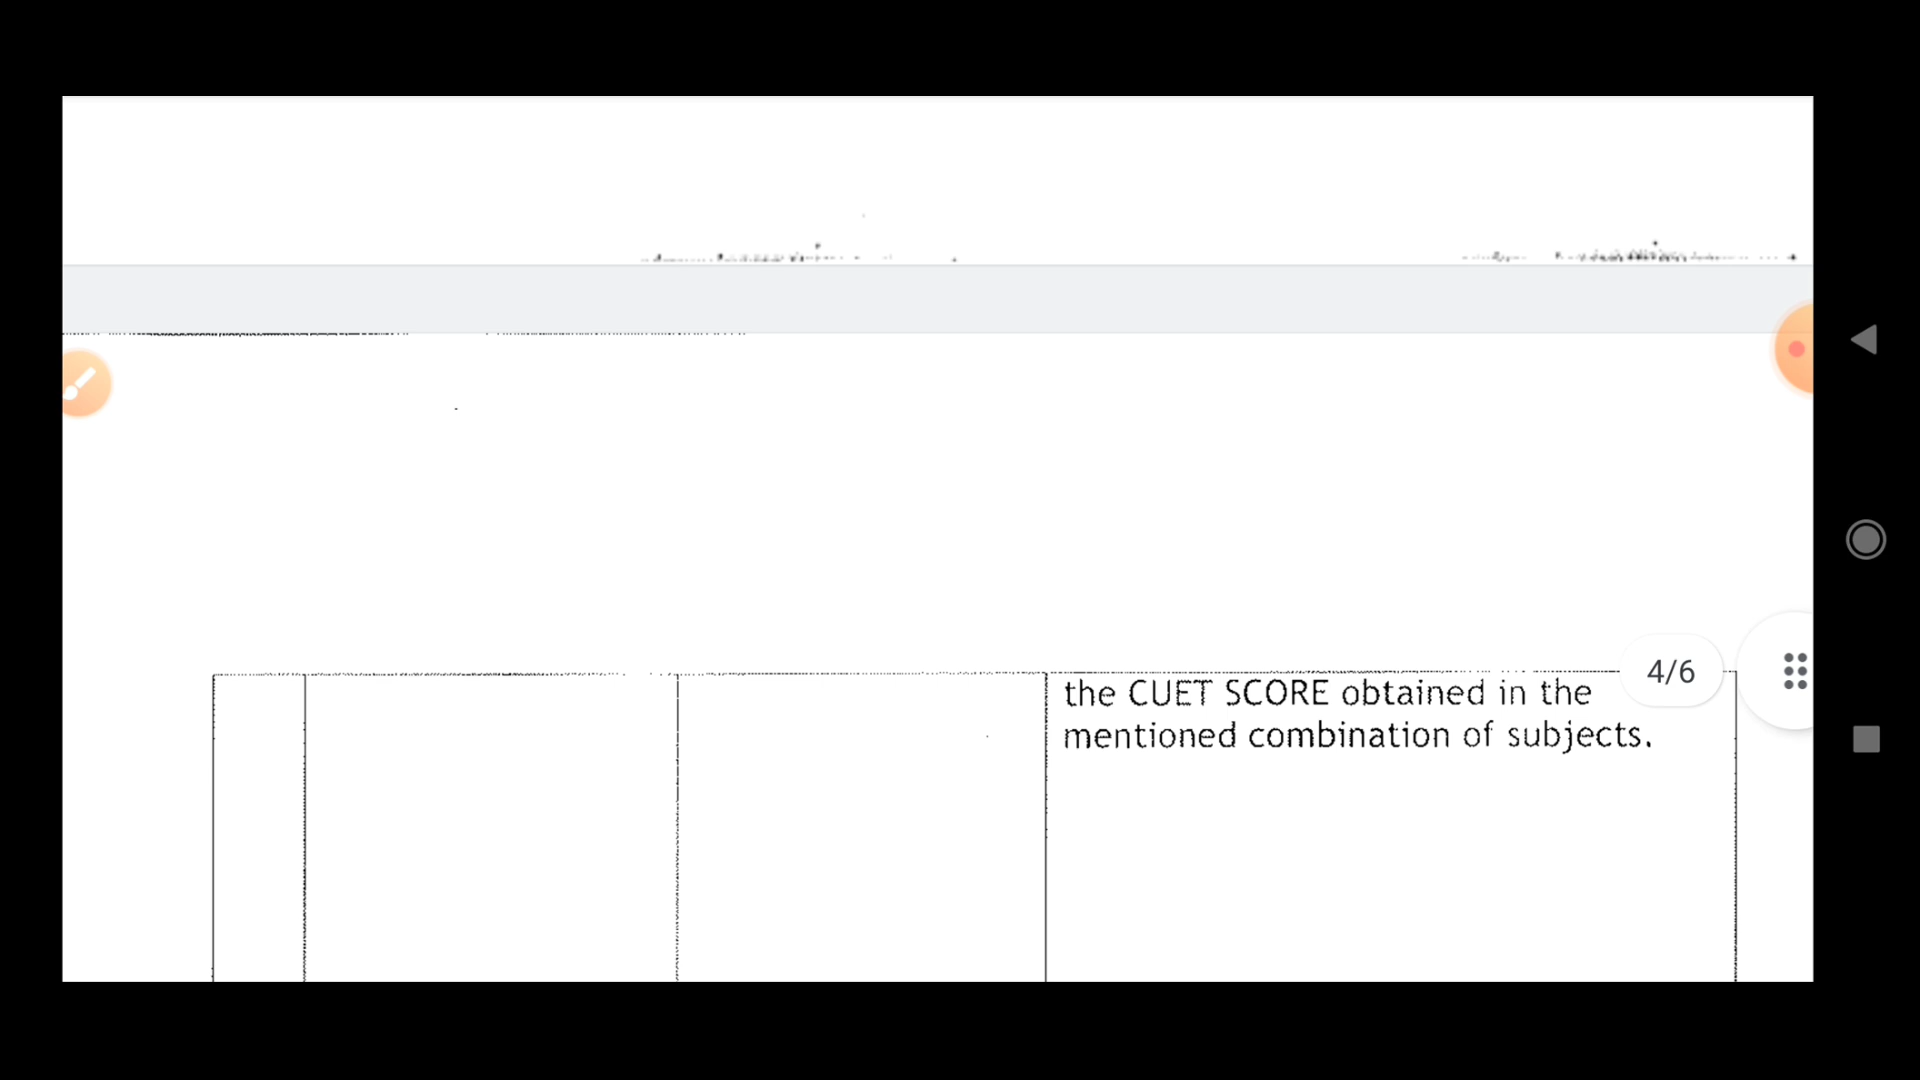 4/6
the CUET SCORE obtained in the
mentioned combination of subjects.